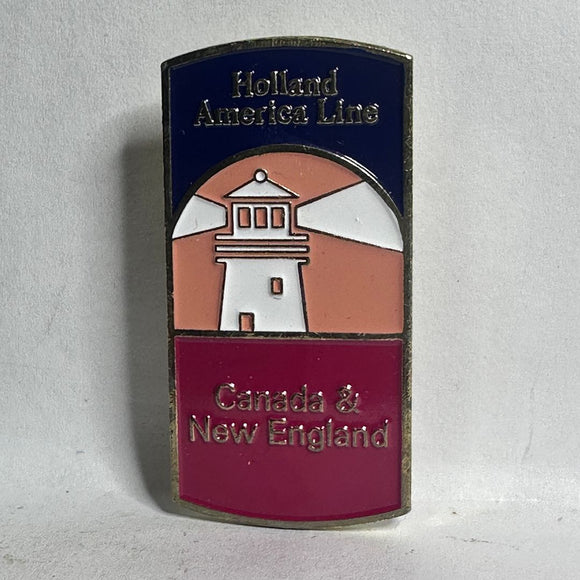 Holland
America Line
Canada &
New England